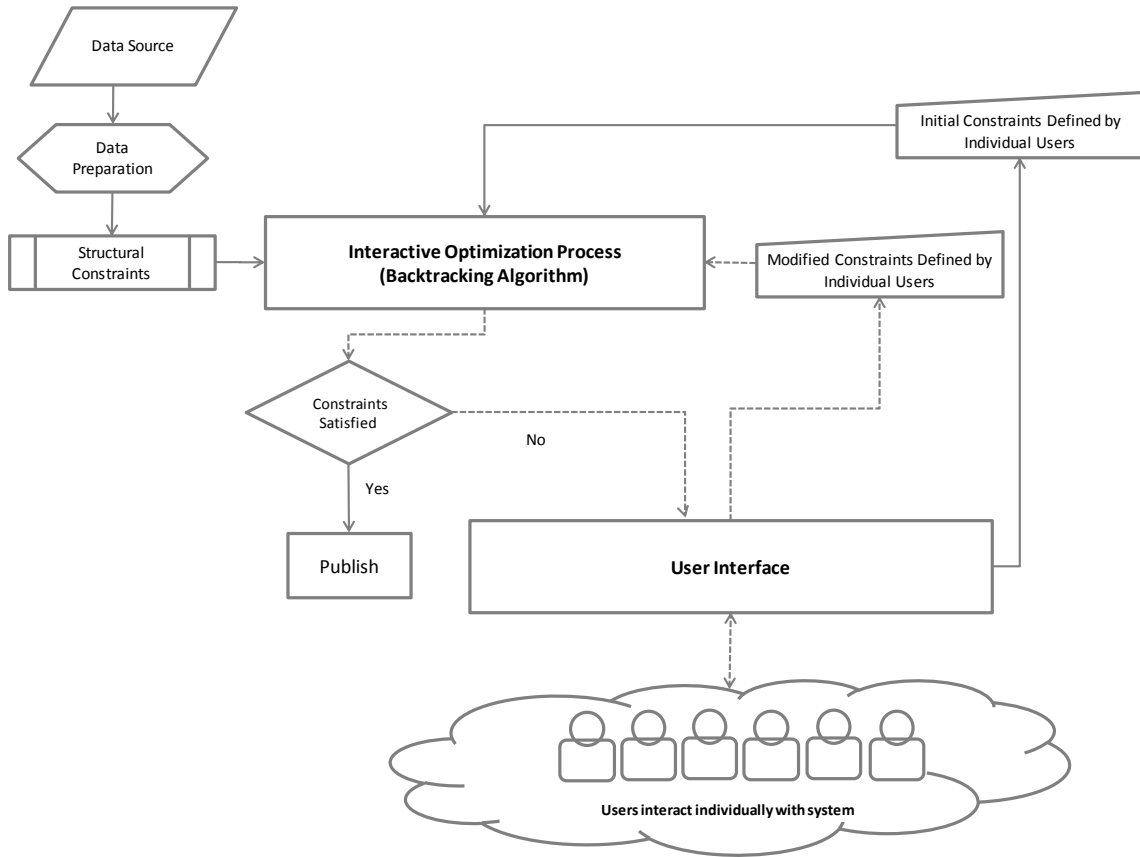 Data Source
Data
Preparation
Structural
Constraints
Initial Constraints Defined by
Individual Users
Interactive Optimization Process
(Backtracking Algorithm)
Modified Constraints Defined by
Individual Users
Constraints
Satisfied
No
Yes
Publish
User Interface
Users interact individually with system